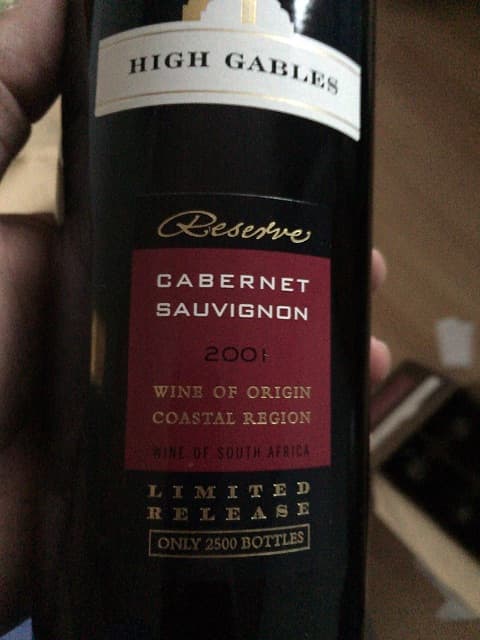 HIGH GABLES
Reserve
CABERNET
SAUVIGNON
2001
WINE OF ORIGIN
COASTAL REGION
WINE OF SOUTH AFRICA
LIMITED
RELEASE
ONLY 2500 BOTTLES